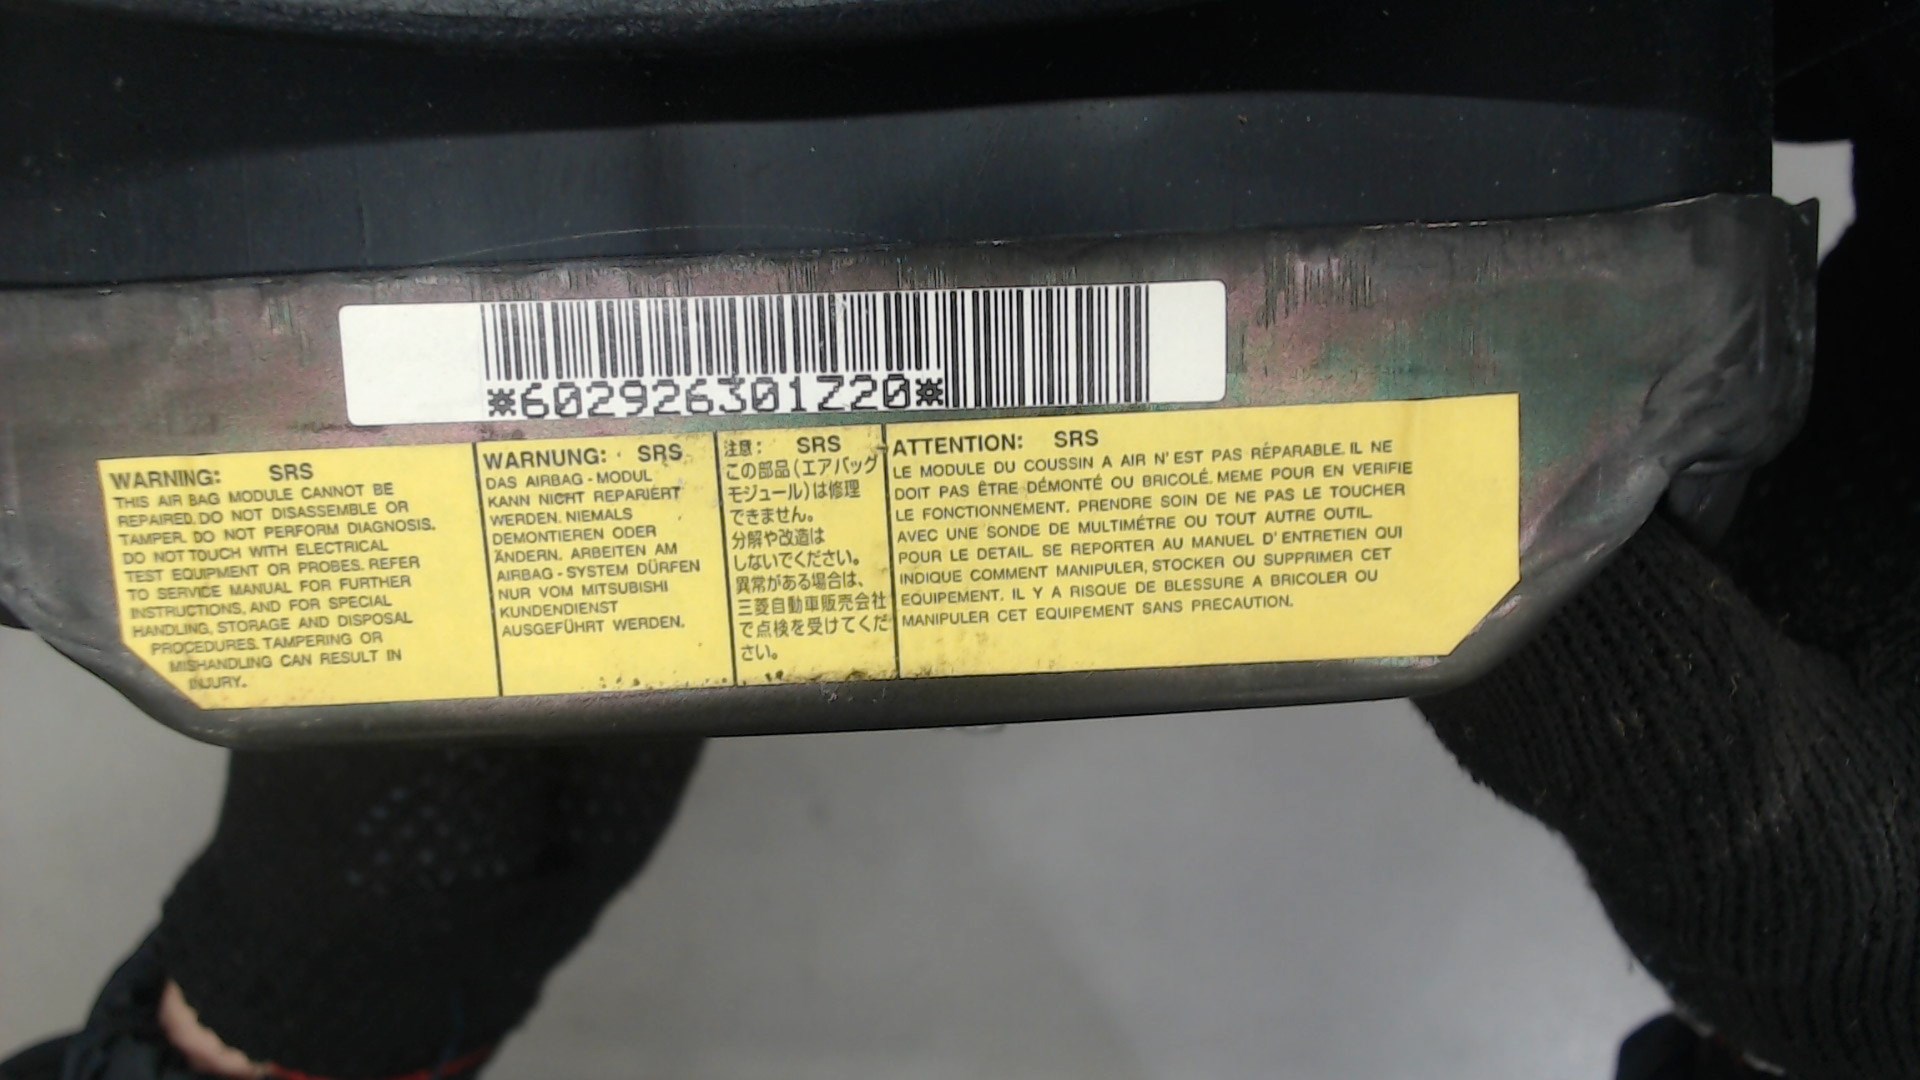 *602926301Z20*
WARNING: SRS
THIS AIR BAG MODULE CANNOT BE
REPAIRED. DO NOT DISASSEMBLE OR
TAMPER. DO NOT PERFORM DIAGNOSIS.
DO NOT TOUCH WITH ELECTRICAL
TEST EQUIPMENT OR PROBES. REFER
TO SERVICE MANUAL FOR FURTHER
INSTRUCTIONS, AND FOR SPECIAL
HANDLING, STORAGE AND DISPOSAL
PROCEDURES. TAMPERING OR
MISHANDLING CAN RESULT IN
INJURY.
WARNUNG: SRS
DAS AIRBAG-MODUL
KANN NICHT REPARIERT
WERDEN. NIEMALS
DEMONTIEREN ODER
ÄNDERN. ARBEITEN AM
AIRBAG-SYSTEM DÜRFEN
NUR VOM MITSUBISHI
KUNDENDIENST
AUSGEFÜHRT WERDEN.
注意: SRS
この部品(エアバッグ
モジュール)は修理
できません。
分解や改造は
しないでください。
異常がある場合は、
三菱自動車販売会社
で点検を受けてくだ
さい。
ATTENTION: SRS
LE MODULE DU COUSSIN A AIR N'EST PAS RÉPARABLE. IL NE
DOIT PAS ÊTRE DÉMONTÉ OU BRICOLÉ. MEME POUR EN VERIFIE
LE FONCTIONNEMENT. PRENDRE SOIN DE NE PAS LE TOUCHER
AVEC UNE SONDE DE MULTIMÉTRE OU TOUT AUTRE OUTIL.
POUR LE DETAIL. SE REPORTER AU MANUEL D'ENTRETIEN QUI
INDIQUE COMMENT MANIPULER, STOCKER OU SUPPRIMER CET
EQUIPEMENT. IL Y A RISQUE DE BLESSURE A BRICOLER OU
MANIPULER CET EQUIPEMENT SANS PRECAUTION.